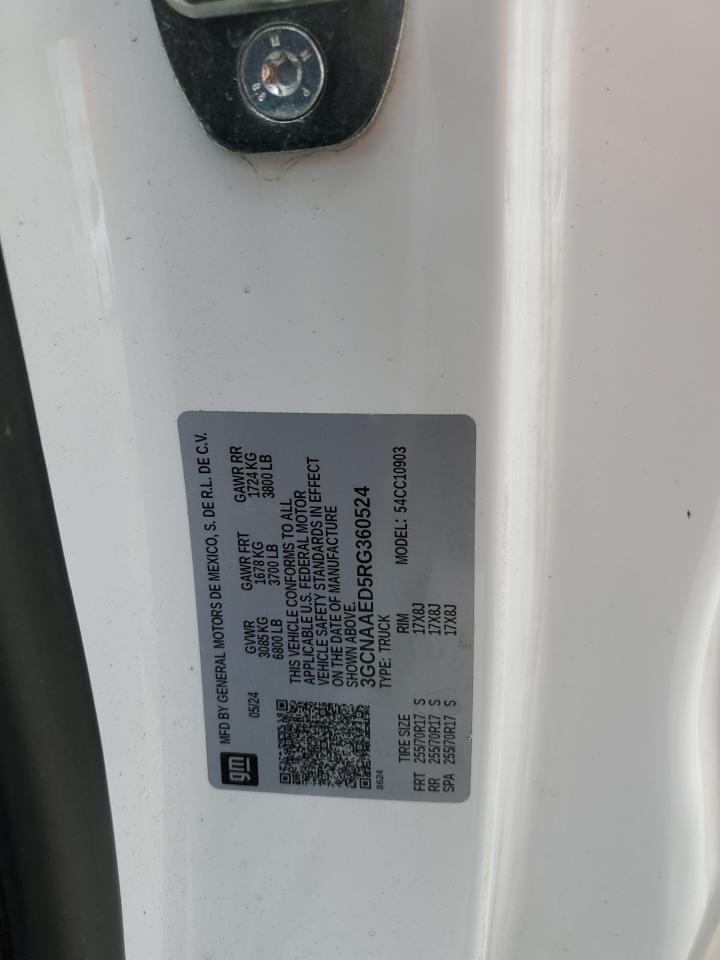 gm
MFD BY GENERAL MOTORS DE MEXICO, S. DE R.L. DE C.V.
05/24
GVWR GAWR FRT GAWR RR
3085 KG 1678 KG 1724 KG
6800 LB 3700 LB 3800 LB
THIS VEHICLE CONFORMS TO ALL
APPLICABLE U.S. FEDERAL MOTOR
VEHICLE SAFETY STANDARDS IN EFFECT
ON THE DATE OF MANUFACTURE
SHOWN ABOVE.
3GCNAAED5RG360524
8624
TYPE: TRUCK MODEL: 54CC10903
TIRE SIZE RIM
FRT 255/70R17 S 17X8J
RR 255/70R17 S 17X8J
SPA 255/70R17 S 17X8J